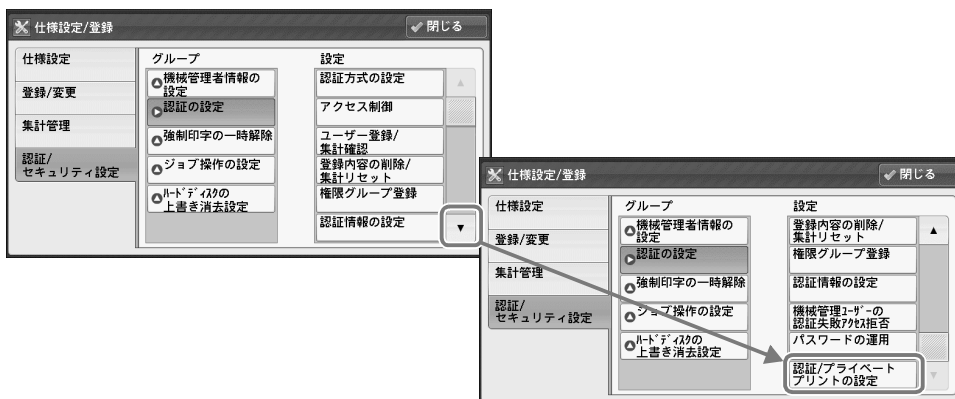 仕様設定/登録
閉じる
仕様設定
登録/変更
集計管理
認証/
セキュリティ設定
グループ
機械管理者情報の
設定
認証の設定
強制印字の一時解除
ジョブ操作の設定
ハードディスクの
上書き消去設定
設定
認証方式の設定
アクセス制御
ユーザー登録/
集計確認
登録内容の削除/
集計リセット
権限グループ登録
認証情報の設定
仕様設定/登録
閉じる
仕様設定
登録/変更
集計管理
認証/
セキュリティ設定
グループ
機械管理者情報の
設定
認証の設定
強制印字の一時解除
ジョブ操作の設定
ハードディスクの
上書き消去設定
設定
登録内容の削除/
集計リセット
権限グループ登録
認証情報の設定
機械管理ユーザーの
認証失敗アクセス拒否
パスワードの運用
認証/プライベート
プリントの設定